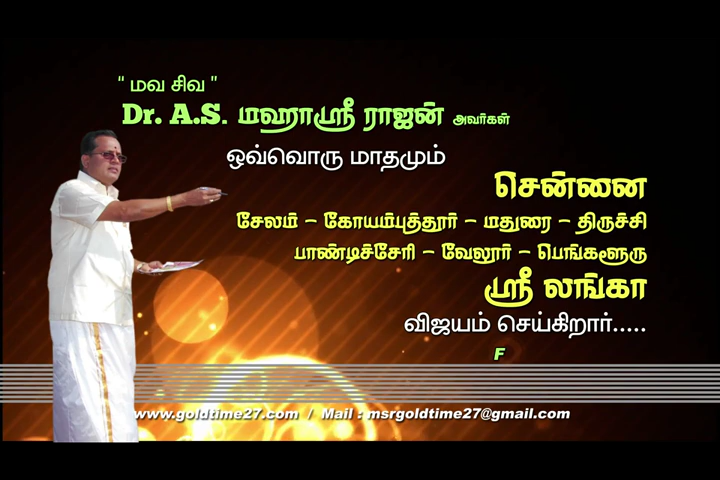 “ மவ சிவ ”
Dr. A.S. மஹாஸ்ரீ ராஜன் அவர்கள்
ஒவ்வொரு மாதமும்
சென்னை
சேலம் – கோயம்புத்தூர் – மதுரை – திருச்சி
பாண்டிச்சேரி – வேலூர் – பெங்களூரு
ஸ்ரீ லங்கா
விஜயம் செய்கிறார்.....
F
www.goldtime27.com / Mail : msrgoldtime27@gmail.com